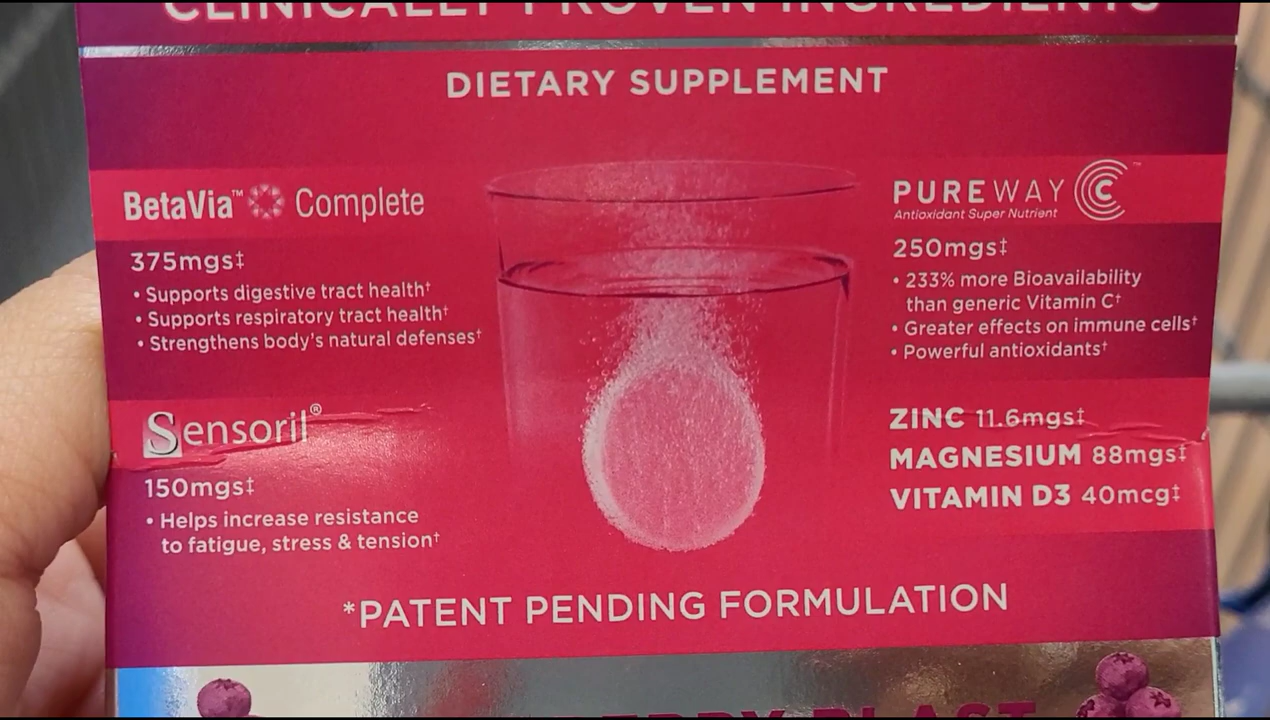 CLINICALLY PROVEN INGREDIENTS
DIETARY SUPPLEMENT
BetaVia™ Complete
375mgs‡
• Supports digestive tract health†
• Supports respiratory tract health†
• Strengthens body's natural defenses†
Sensoril®
150mgs‡
• Helps increase resistance
to fatigue, stress & tension†
PUREWAY C™
Antioxidant Super Nutrient
250mgs‡
• 233% more Bioavailability
than generic Vitamin C†
• Greater effects on immune cells†
• Powerful antioxidants†
ZINC 11.6mgs‡
MAGNESIUM 88mgs‡
VITAMIN D3 40mcg‡
*PATENT PENDING FORMULATION
BLAST